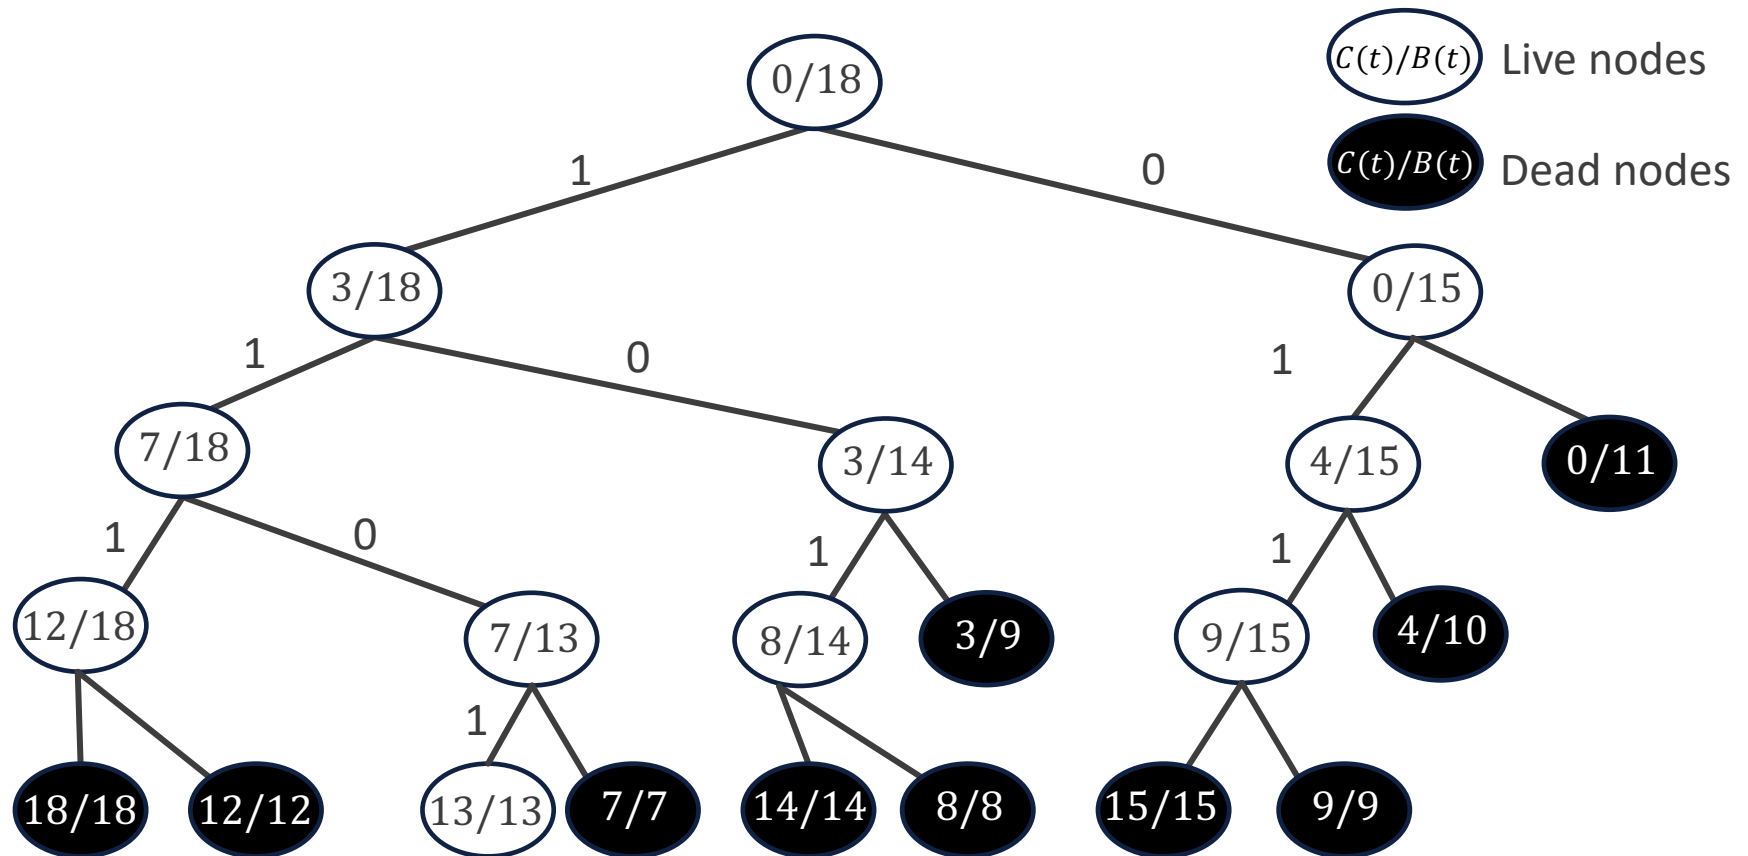 C(t)/B(t) Live nodes
0/18
C(t)/B(t) Dead nodes
1 0
3/18 0/15
1 0 1
7/18 3/14 4/15 0/11
1 0 1 1
12/18 7/13 8/14 3/9 9/15 4/10
1
18/18 12/12 13/13 7/7 14/14 8/8 15/15 9/9